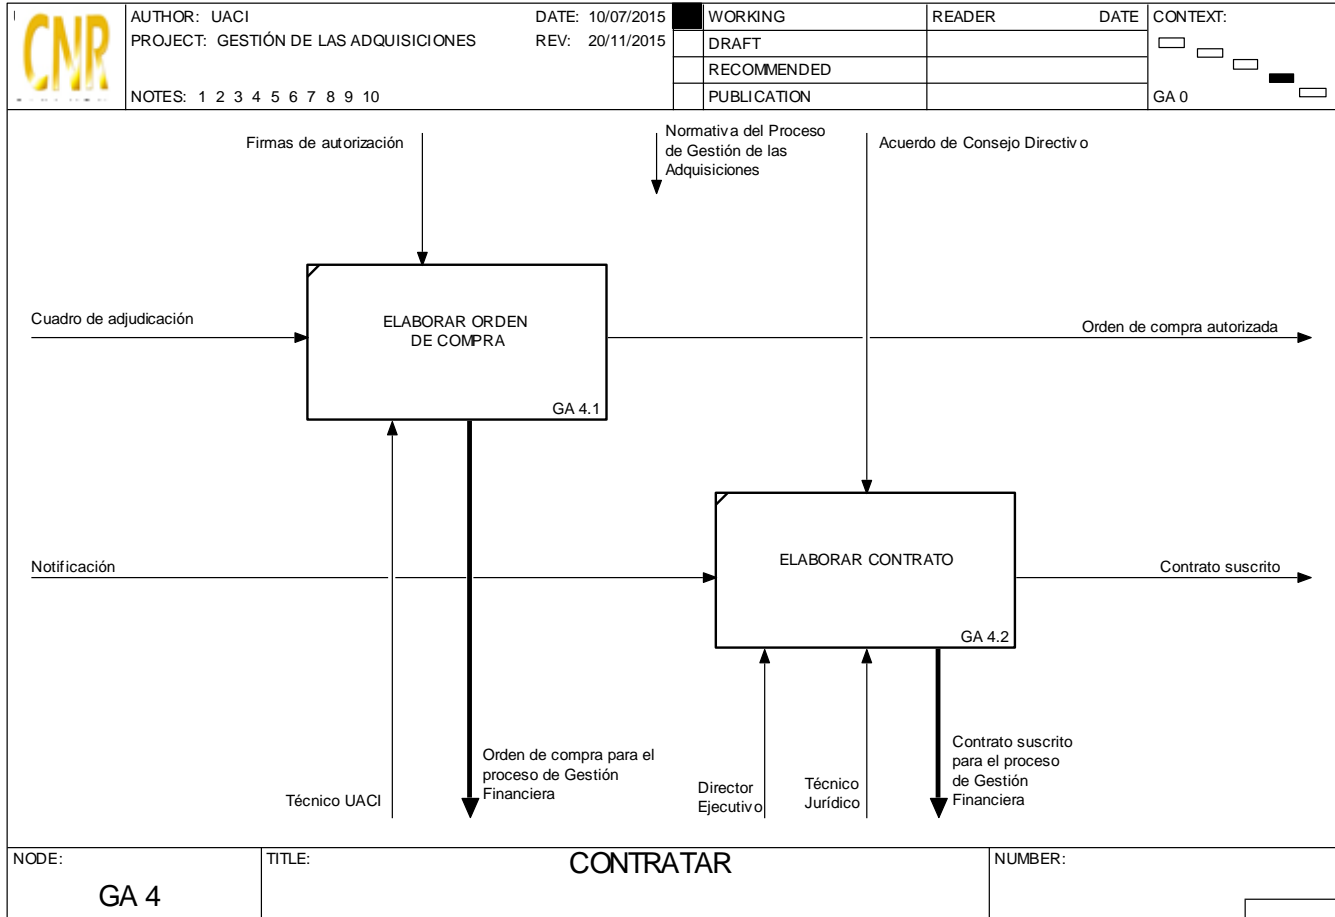 CNR
AUTHOR: UACI
DATE: 10/07/2015
PROJECT: GESTIÓN DE LAS ADQUISICIONES
REV: 20/11/2015
NOTES: 1 2 3 4 5 6 7 8 9 10
WORKING
DRAFT
RECOMMENDED
PUBLICATION
READER DATE
CONTEXT:
GA 0
Firmas de autorización
Normativa del Proceso
de Gestión de las
Adquisiciones
Acuerdo de Consejo Directivo
Cuadro de adjudicación
ELABORAR ORDEN
DE COMPRA
GA 4.1
Orden de compra autorizada
Notificación
ELABORAR CONTRATO
GA 4.2
Contrato suscrito
Técnico UACI
Orden de compra para el
proceso de Gestión
Financiera
Director
Ejecutivo
Técnico
Jurídico
Contrato suscrito
para el proceso
de Gestión
Financiera
NODE:
GA 4
TITLE:
CONTRATAR
NUMBER: